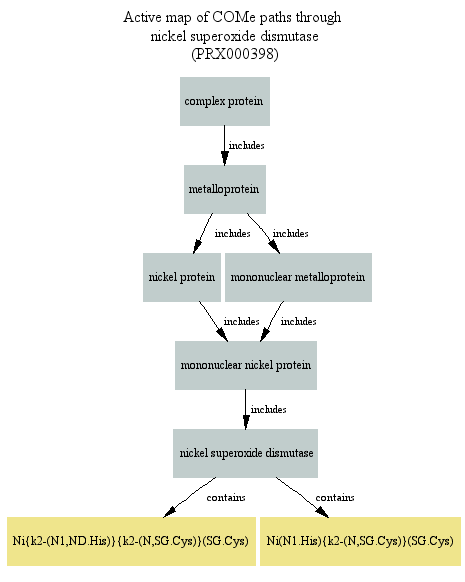 Active map of COMe paths through
nickel superoxide dismutase
(PRX000398)
complex protein
includes
metalloprotein
includes
includes
nickel protein
mononuclear metalloprotein
includes
includes
mononuclear nickel protein
includes
nickel superoxide dismutase
contains
contains
Ni{k2-(N1,ND.His)}{k2-(N,SG.Cys)}(SG.Cys)
Ni(N1.His){k2-(N,SG.Cys)}(SG.Cys)